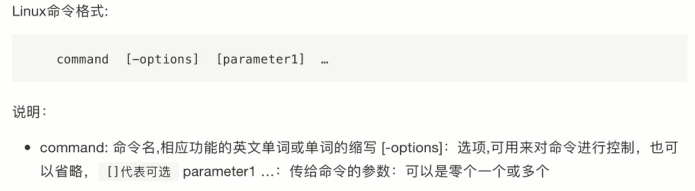 Linux命令格式:
command [-options] [parameter1] …
说明：
• command: 命令名,相应功能的英文单词或单词的缩写 [-options]：选项,可用来对命令进行控制，也可
以省略， []代表可选 parameter1 …：传给命令的参数：可以是零个一个或多个